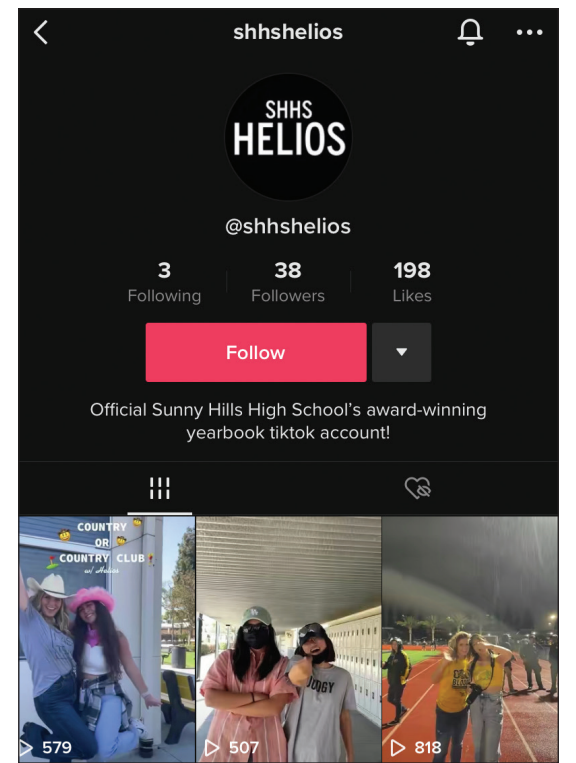 shhshelios
SHHS
HELIOS
@shhshelios
3
Following
38
Followers
198
Likes
Follow
Official Sunny Hills High School's award-winning
yearbook tiktok account!
COUNTRY
OR
COUNTRY CLUB
w/ Helios
579
507
818